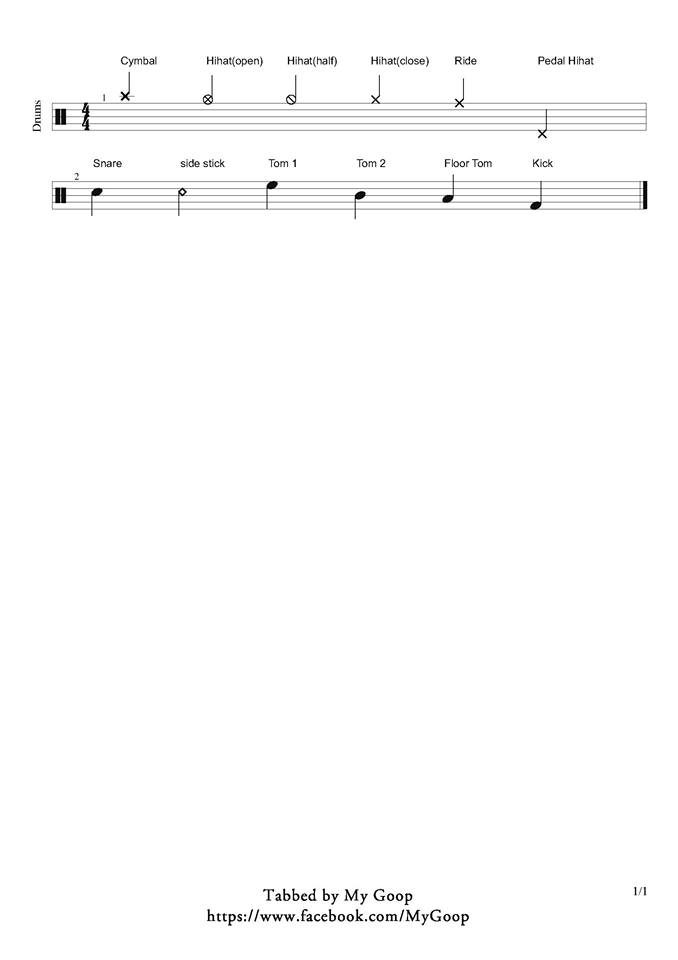 Cymbal Hihat(open) Hihat(half) Hihat(close) Ride Pedal Hihat
Drums
1
4
4
Snare side stick Tom 1 Tom 2 Floor Tom Kick
2
1/1
Tabbed by My Goop
https://www.facebook.com/MyGoop